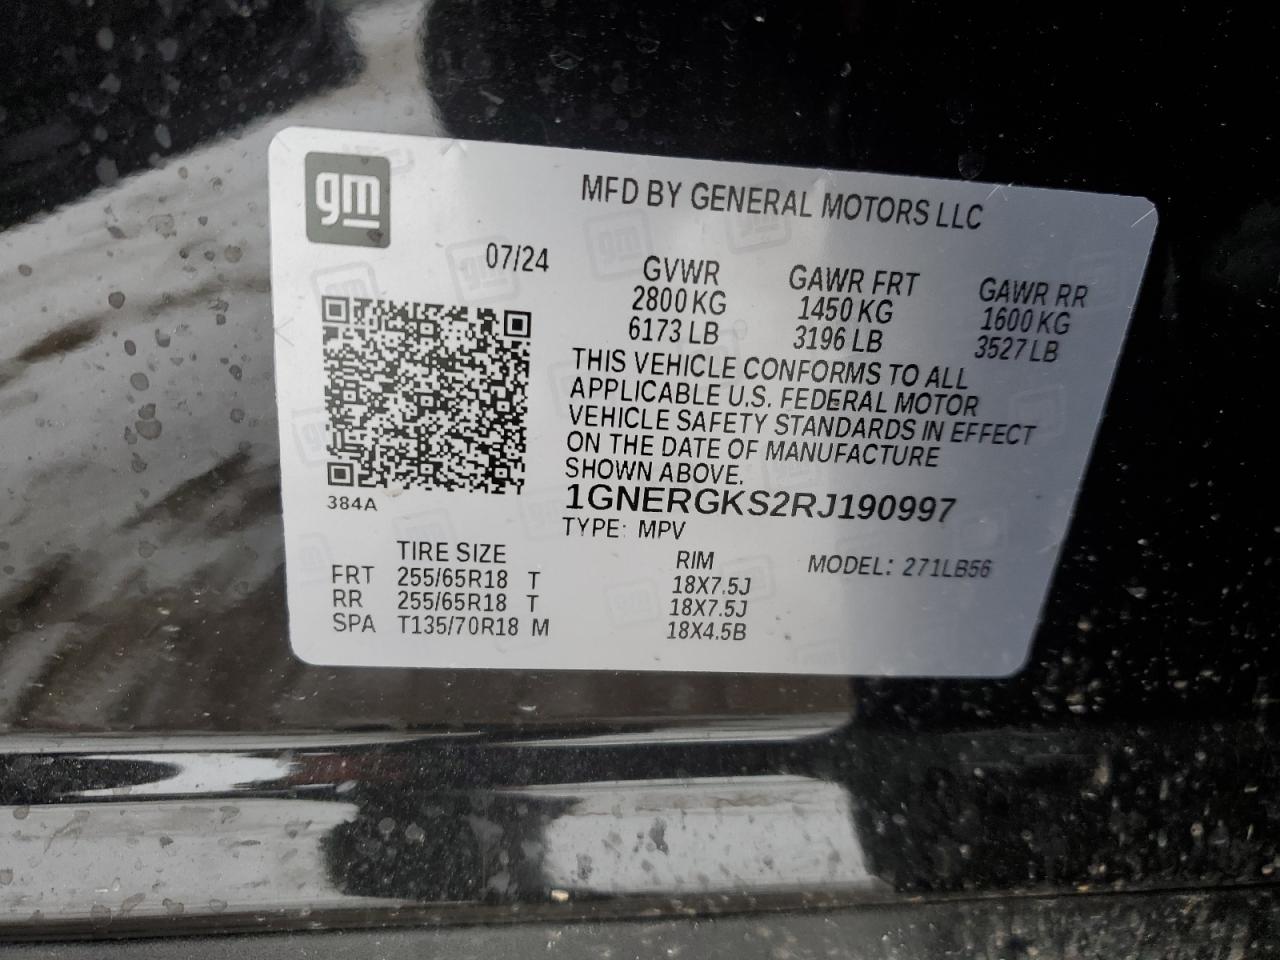 gm
MFD BY GENERAL MOTORS LLC
07/24
GVWR GAWR FRT GAWR RR
2800 KG 1450 KG 1600 KG
6173 LB 3196 LB 3527 LB
THIS VEHICLE CONFORMS TO ALL
APPLICABLE U.S. FEDERAL MOTOR
VEHICLE SAFETY STANDARDS IN EFFECT
ON THE DATE OF MANUFACTURE
SHOWN ABOVE.
384A
1GNERGKS2RJ190997
TYPE: MPV
MODEL: 271LB56
TIRE SIZE RIM
FRT 255/65R18 T 18X7.5J
RR 255/65R18 T 18X7.5J
SPA T135/70R18 M 18X4.5B